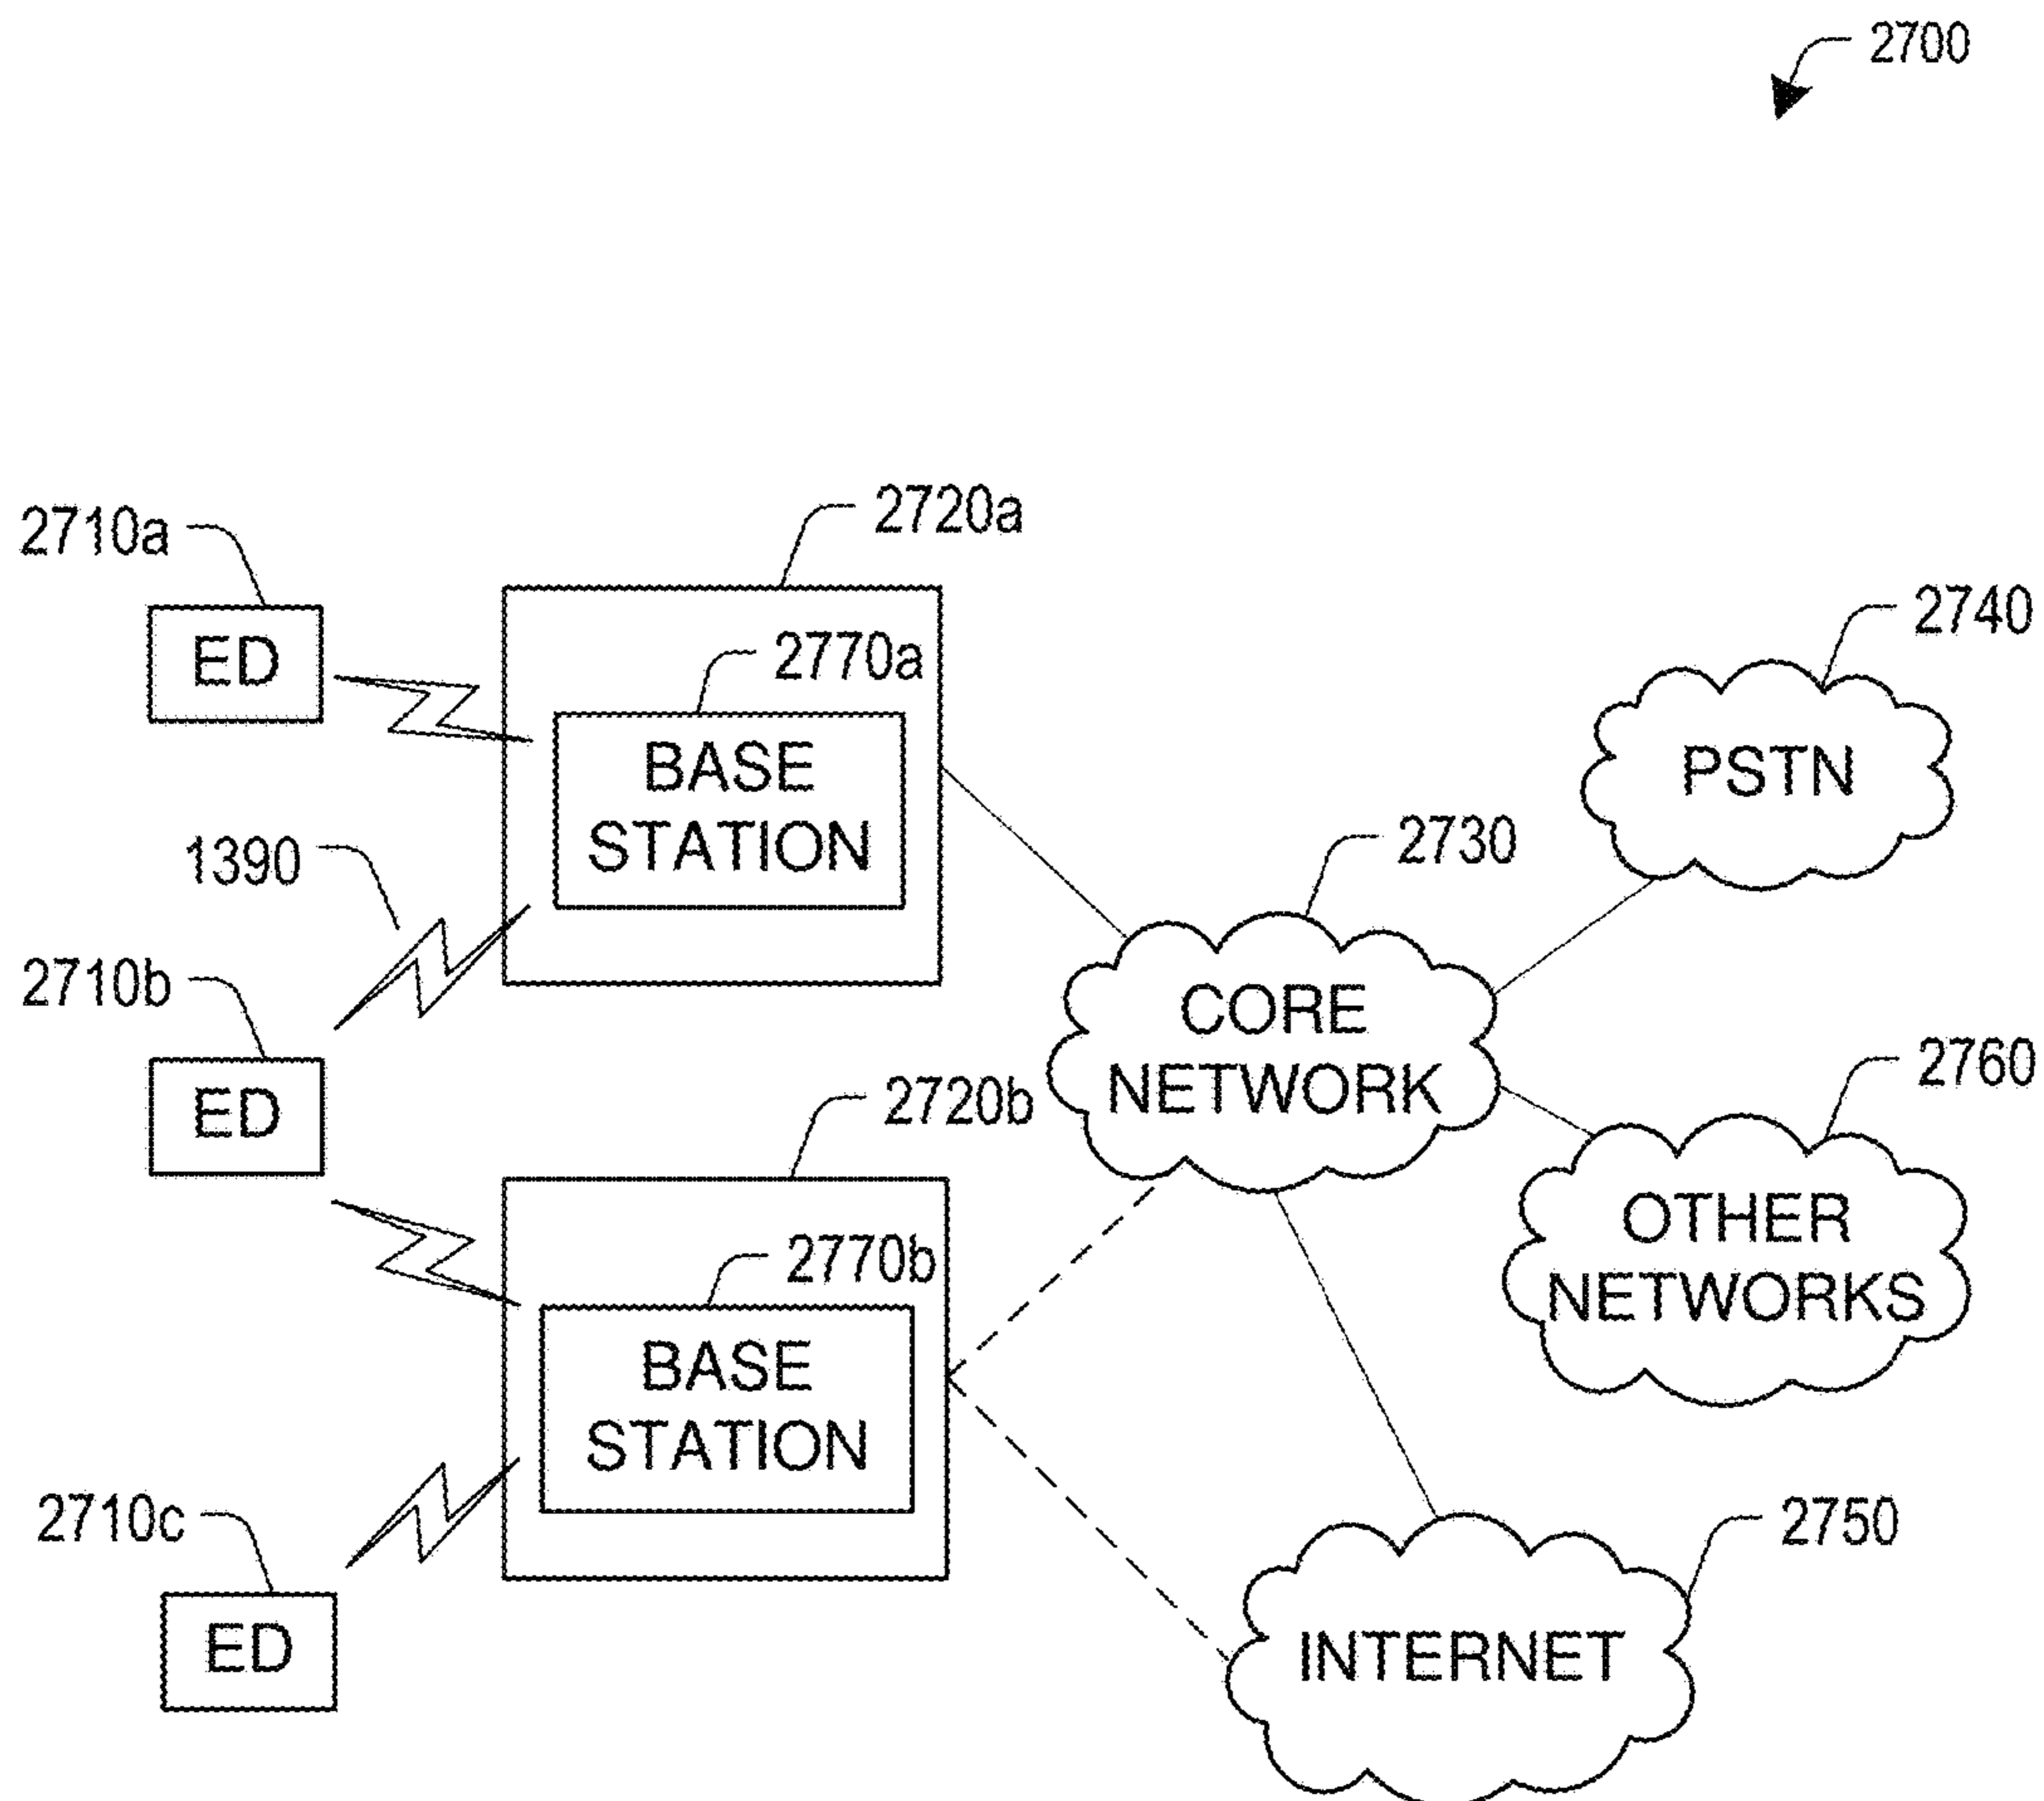 2700
2720a
2710a
ED
2770a
2740
BASE
STATION
PSTN
1390
2730
2710b
CORE
NETWORK
ED
2720b
2760
OTHER
NETWORKS
2770b
BASE
STATION
2710c
2750
ED
INTERNET